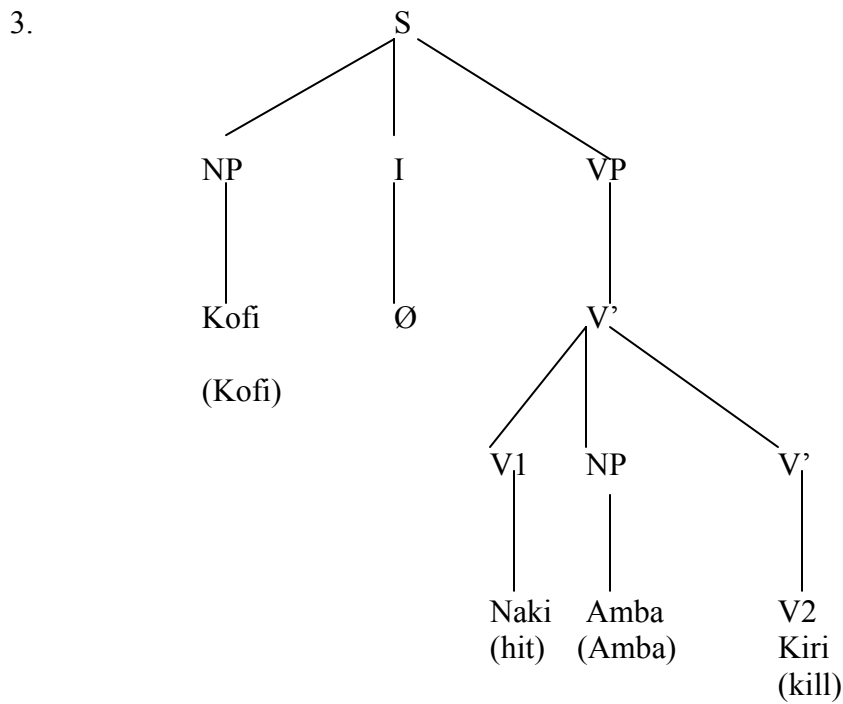 3. S
NP I VP
Kofi Ø V’
(Kofi)
V1 NP V’
Naki Amba V2
(hit) (Amba) Kiri
(kill)